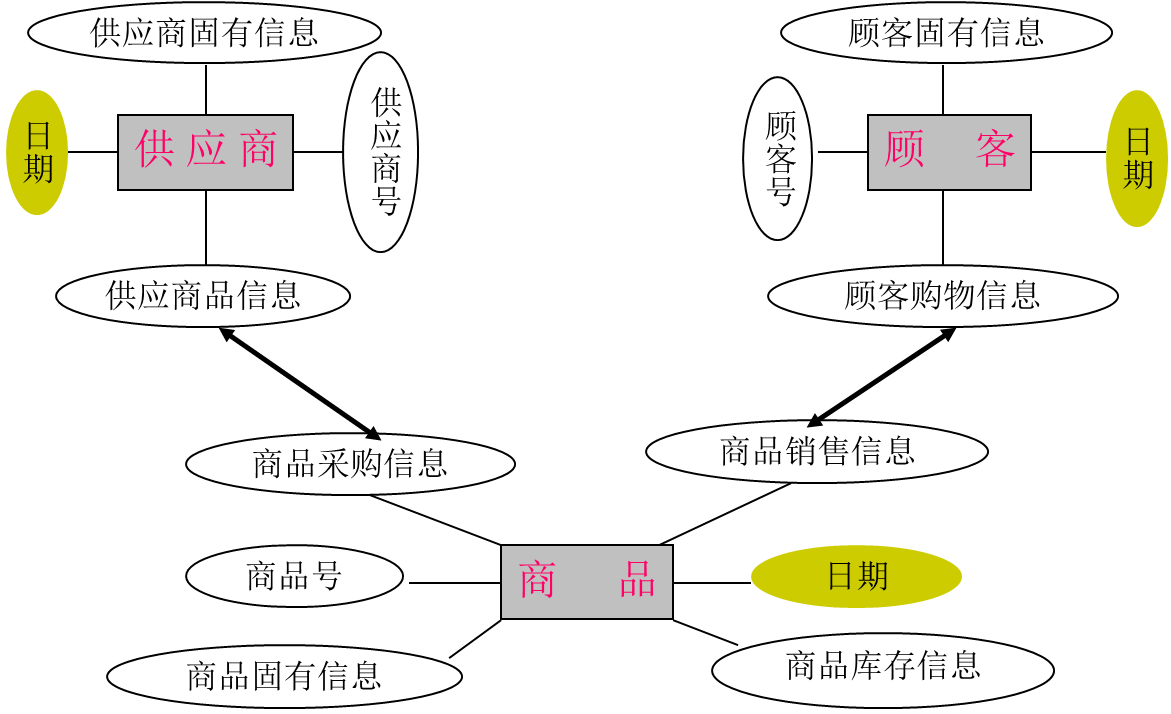 供应商固有信息
顾客固有信息
日期
供应商
供应商号
顾客号
顾 客
日期
供应商品信息
顾客购物信息
商品采购信息
商品销售信息
商品号
商 品
日期
商品固有信息
商品库存信息